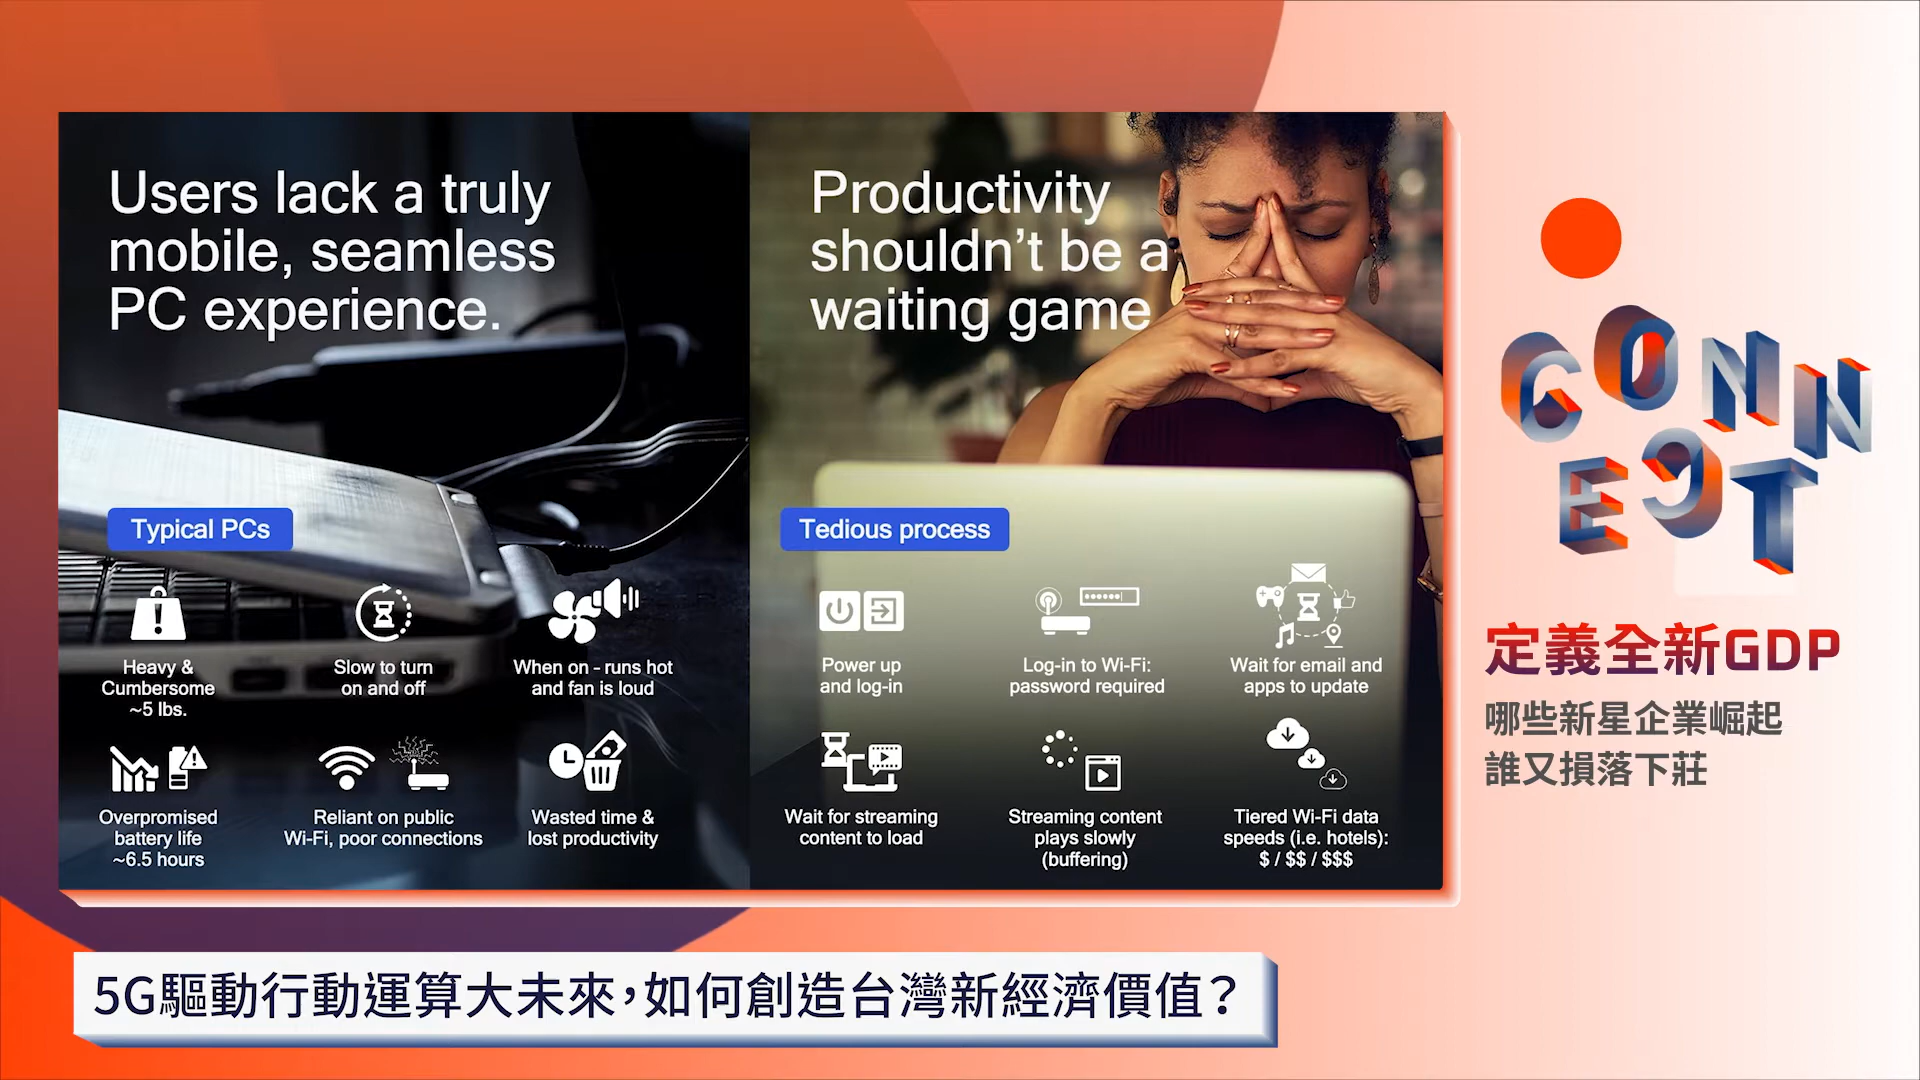 Users lack a truly
mobile, seamless
PC experience.
Typical PCs
Heavy &
Cumbersome
~5 lbs.
Slow to turn
on and off
When on - runs hot
and fan is loud
Overpromised
battery life
~6.5 hours
Reliant on public
Wi-Fi, poor connections
Wasted time &
lost productivity
Productivity
shouldn't be a
waiting game
Tedious process
Power up
and log-in
Log-in to Wi-Fi:
password required
Wait for email and
apps to update
Wait for streaming
content to load
Streaming content
plays slowly
(buffering)
Tiered Wi-Fi data
speeds (i.e. hotels):
$ / $$ / $$$
CONN
ECT
定義全新GDP
哪些新星企業崛起
誰又損落下莊
5G驅動行動運算大未來，如何創造台灣新經濟價值？